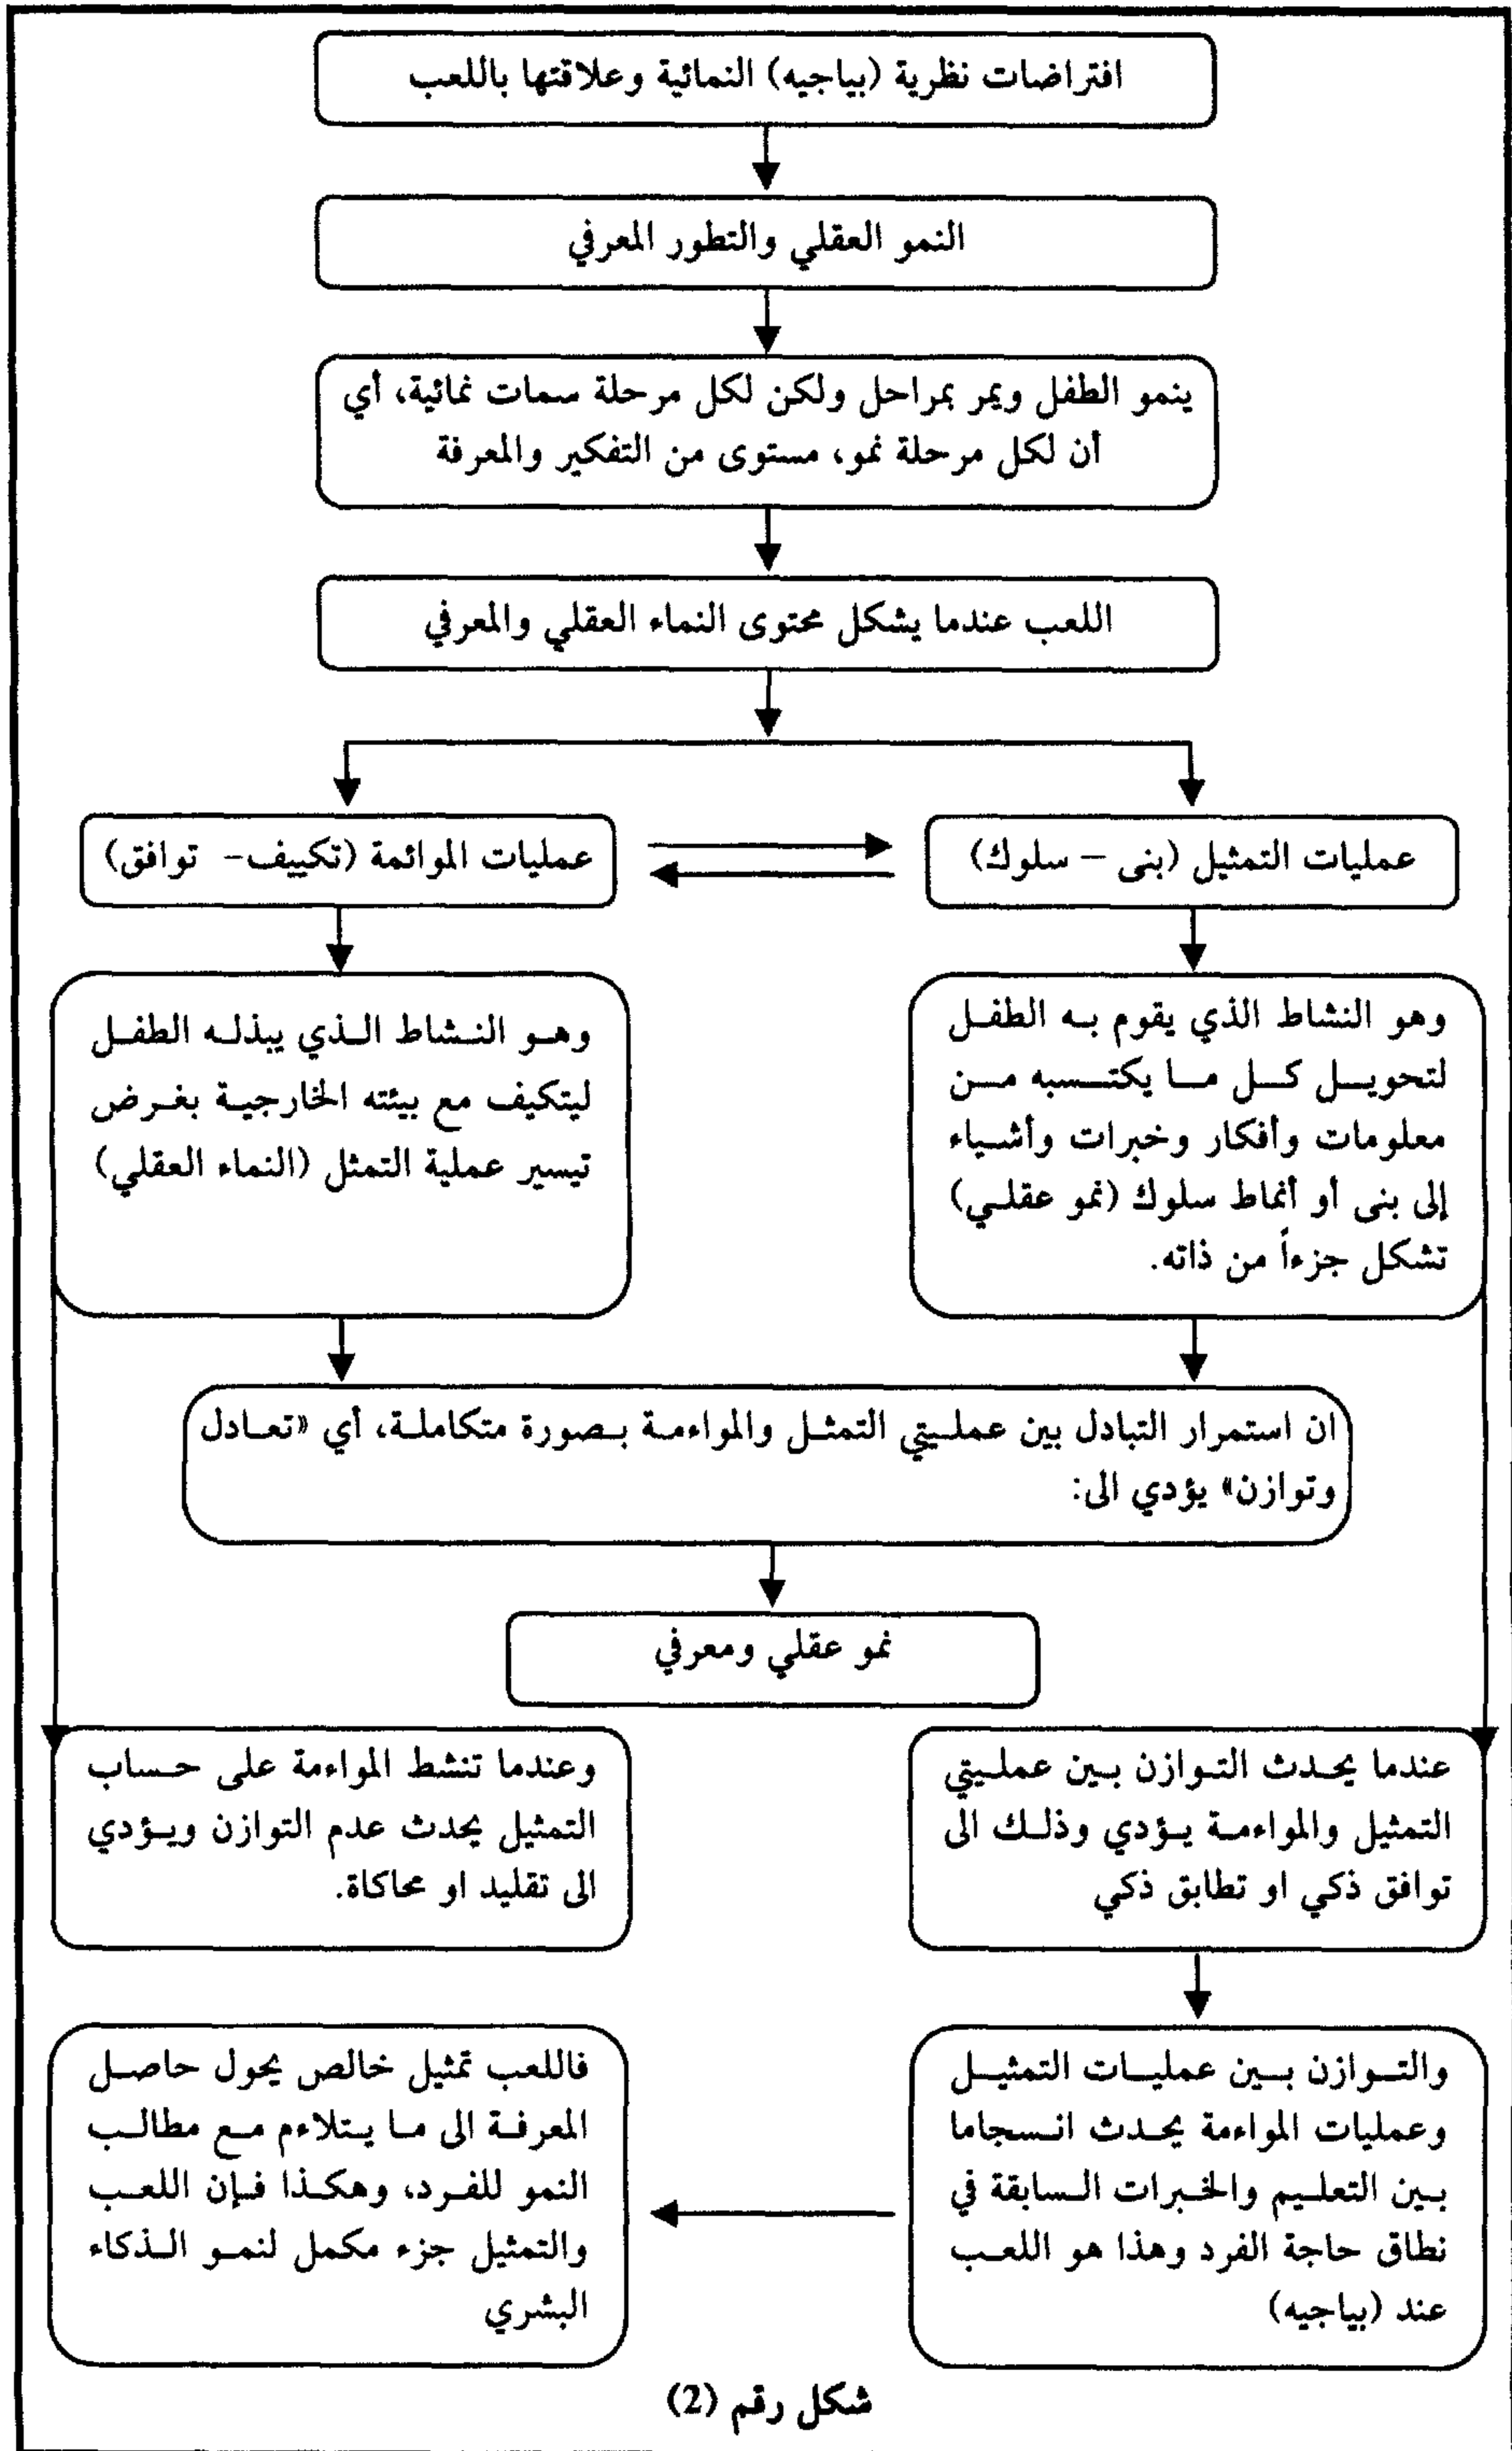 افتراضات نظرية (بياجيه) النمائية وعلاقتها باللعب
النمو العقلي والتطور المعرفي
ينمو الطفل ويمر بمراحل ولكن لكل مرحلة سمات نمائية، أي
أن لكل مرحلة نمو، مستوى من التفكير والمعرفة
اللعب عندما يشكل محتوى النماء العقلي والمعرفي
عمليات التمثيل (بنى – سلوك)
عمليات الموائمة (تكييف- توافق)
وهو النشاط الذي يقوم به الطفل
لتحويل كل ما يكتسبه من
معلومات وأفكار وخبرات وأشياء
إلى بنى أو أنماط سلوك (نمو عقلي)
تشكل جزءاً من ذاته.
وهو النشاط الذي يبذله الطفل
ليتكيف مع بيئته الخارجية بغرض
تيسير عملية التمثل (النماء العقلي)
ان استمرار التبادل بين عمليتي التمثل والمواءمة بصورة متكاملة، أي «تعادل
وتوازن» يؤدي الى:
نمو عقلي ومعرفي
عندما يحدث التوازن بين عمليتي
التمثيل والمواءمة يؤدي وذلك الى
توافق ذكي او تطابق ذكي
وعندما تنشط المواءمة على حساب
التمثيل يحدث عدم التوازن ويؤدي
الى تقليد او محاكاة.
والتوازن بين عمليات التمثيل
وعمليات المواءمة يحدث انسجاما
بين التعليم والخبرات السابقة في
نطاق حاجة الفرد وهذا هو اللعب
عند (بياجيه)
فاللعب تمثيل خالص يحول حاصل
المعرفة الى ما يتلاءم مع مطالب
النمو للفرد، وهكذا فإن اللعب
والتمثيل جزء مكمل لنمو الذكاء
البشري
شكل رقم (2)